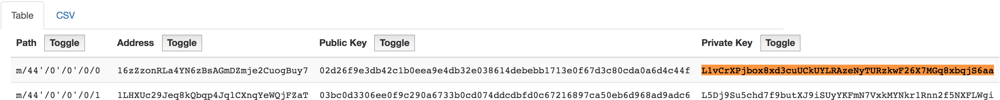 Table CSV
Path Toggle Address Toggle Public Key Toggle Private Key Toggle
m/44'/0'/0'/0/0 16zZzonRLa4YN6zBsAGmDZmje2CuogBuy7 02d26f9e3db42c1b0eea9e4db32e038614debebb1713e0f67d3c80cda0a6d4c44f L1vCrXPjbox8xd3cuUCkUYLRAzeNyTURzkwF26X7MGq8xbqjS6aa
m/44'/0'/0'/0/1 1LHXUc29Jeq8kQbqp4Jq1CXnqYeWQjFZaT 03bc0d3306ee0f9c290a6733b0cd074ddcdbfd0c67216897ca50eb6d968ad9adc6 L5Dj9Su5chd7f9butXJ9iSUyYKFmN7VxkMYNkr1Rnn2f5NXFLWgi